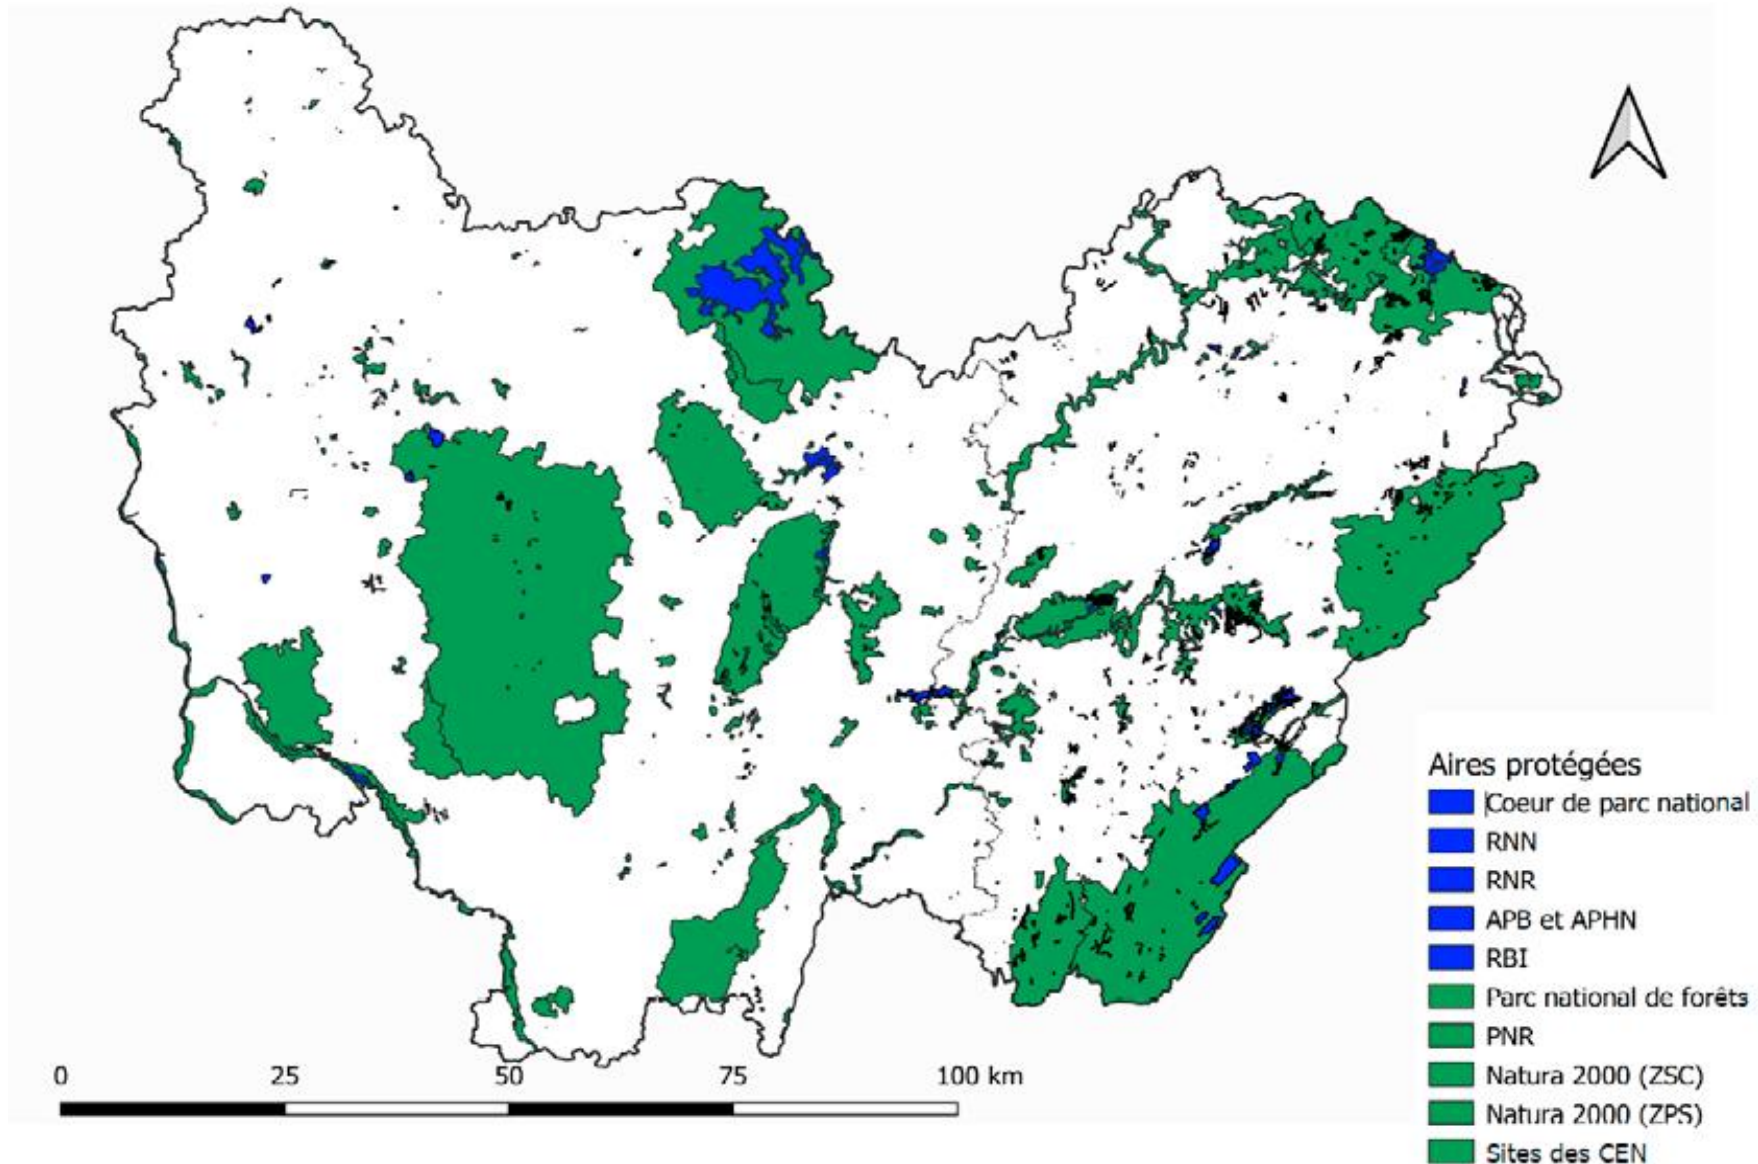 Aires protégées
Coeur de parc national
RNN
RNR
APB et APHN
RBI
Parc national de forêts
PNR
Natura 2000 (ZSC)
Natura 2000 (ZPS)
Sites des CEN
0 25 50 75 100 km